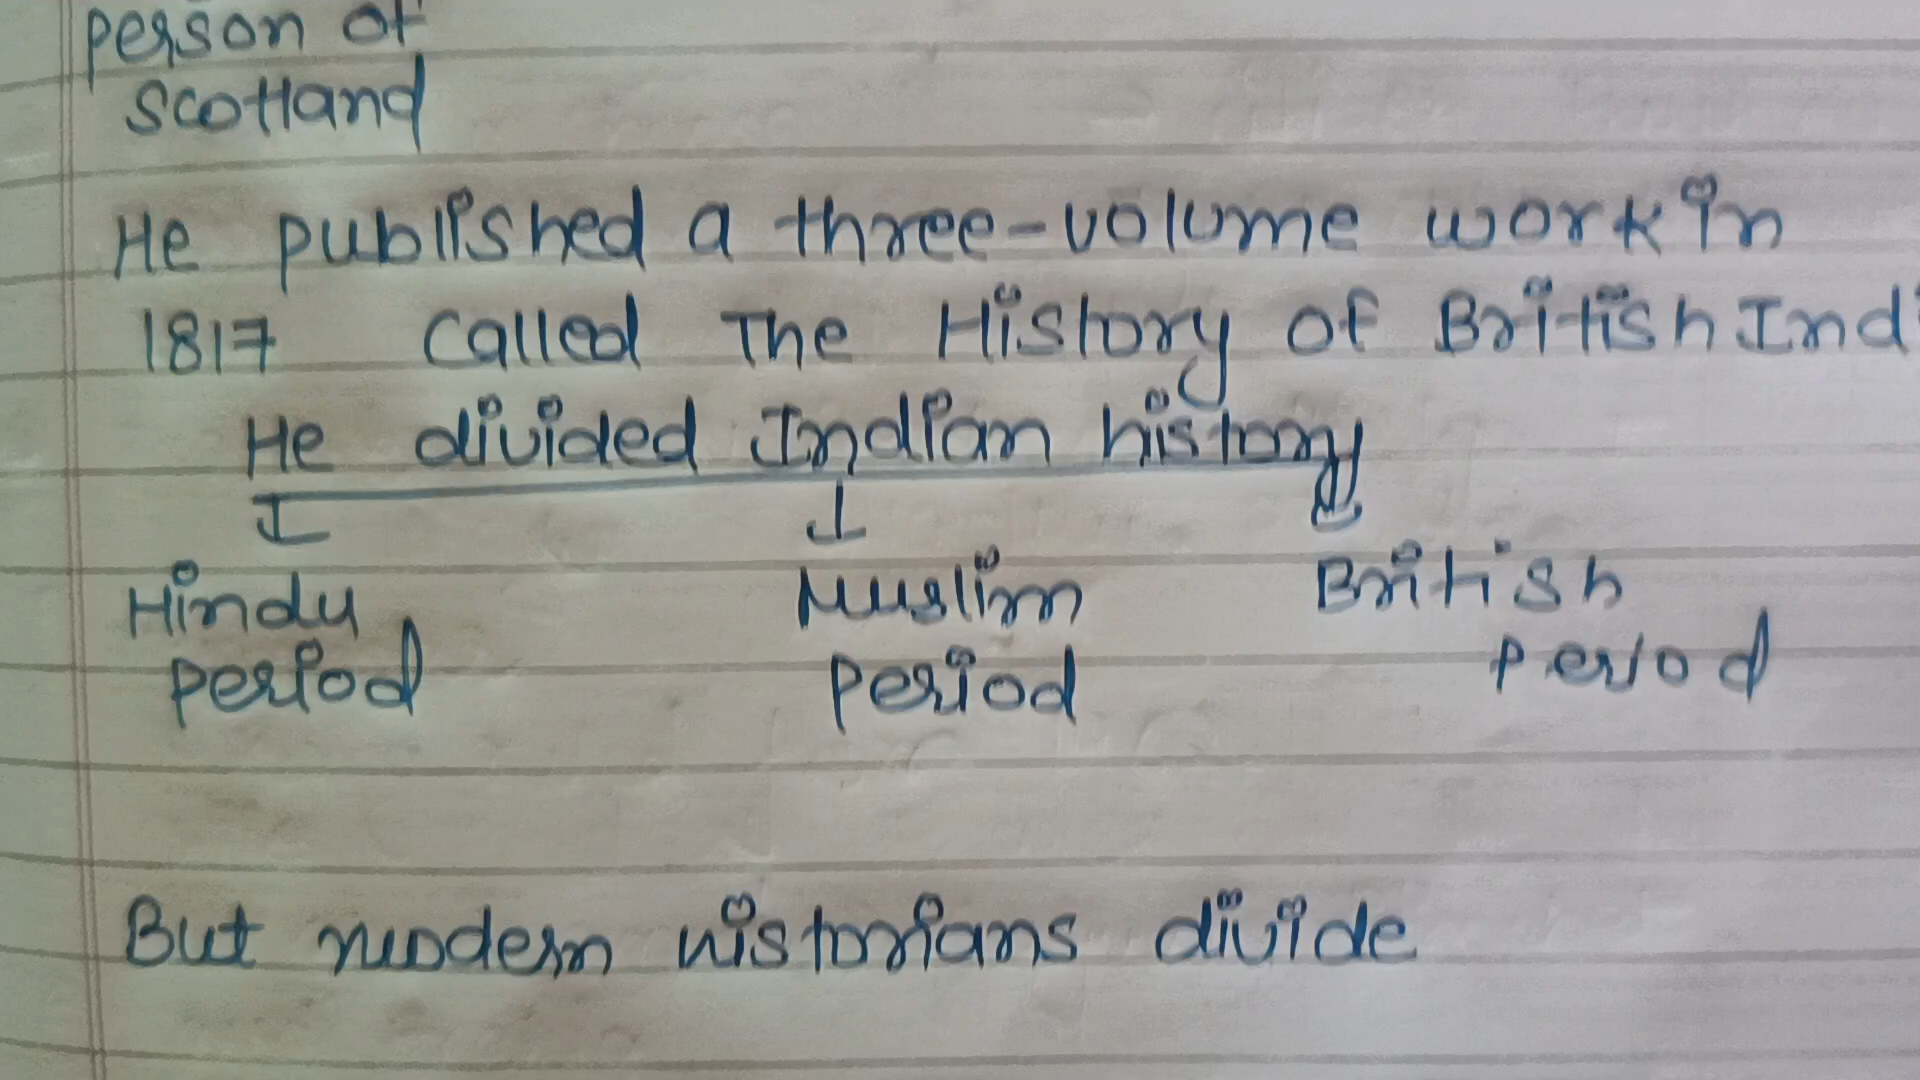 person of
Scotland
He published a three-volume work in
1817 called The History of British Indi
He divided Indian history
Hindu Muslim British
period period period
But modern historians divide